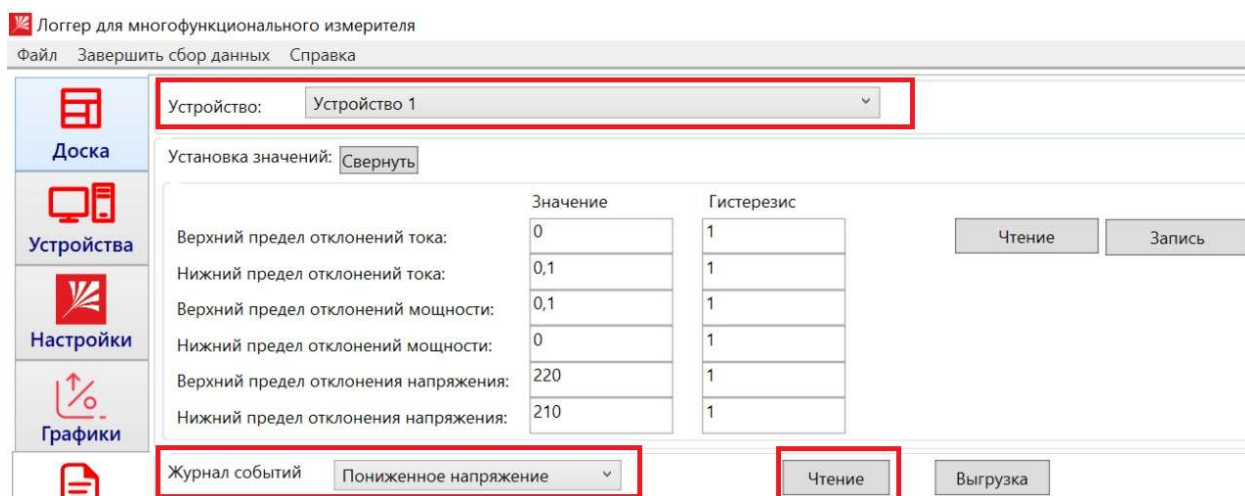 Логгер для многофункционального измерителя
Файл Завершить сбор данных Справка
Доска
Устройства
Настройки
Графики
Устройство: Устройство 1
Установка значений: Свернуть
Значение Гистерезис
Верхний предел отклонений тока: 0 1
Чтение Запись
Нижний предел отклонений тока: 0,1 1
Верхний предел отклонений мощности: 0,1 1
Нижний предел отклонений мощности: 0 1
Верхний предел отклонения напряжения: 220 1
Нижний предел отклонения напряжения: 210 1
Журнал событий Пониженное напряжение Чтение Выгрузка